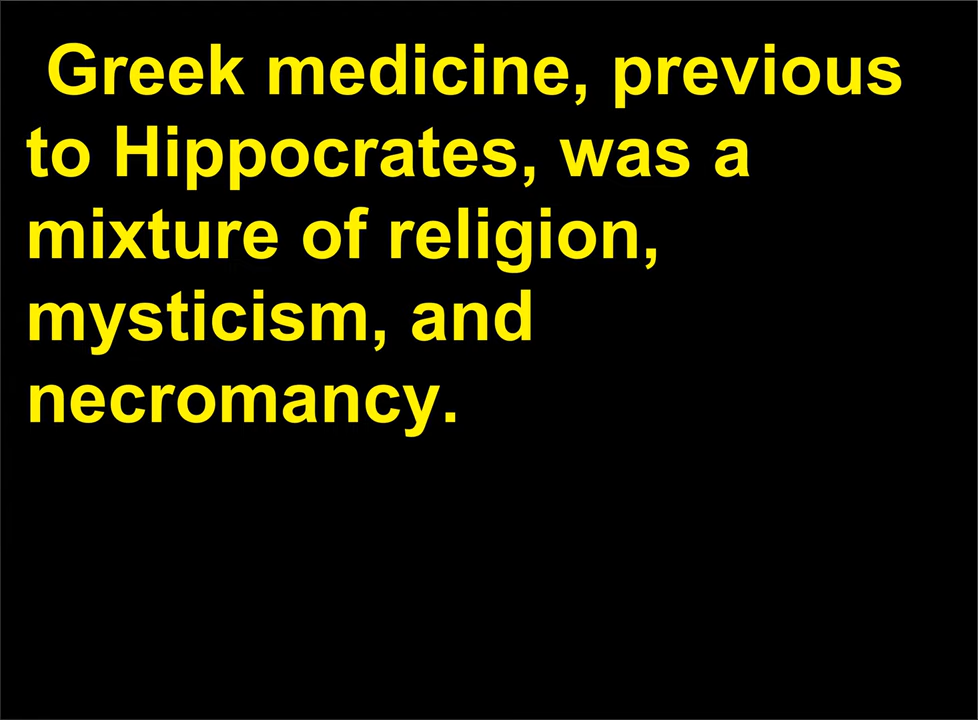 Greek medicine, previous
to Hippocrates, was a
mixture of religion,
mysticism, and
necromancy.